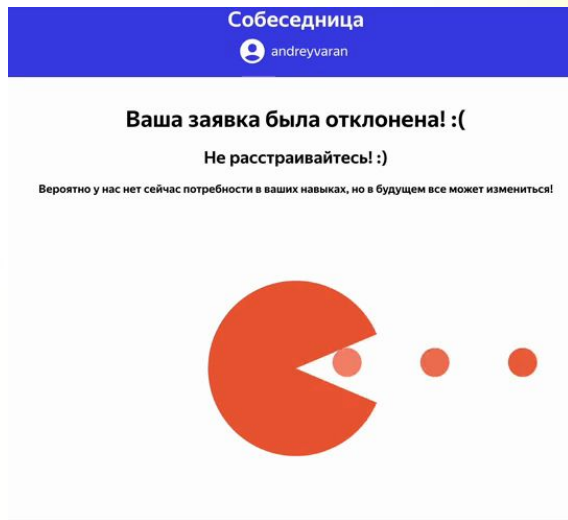 Собеседница
andreyvaran
Ваша заявка была отклонена! :(
Не расстраивайтесь! :)
Вероятно у нас нет сейчас потребности в ваших навыках, но в будущем все может измениться!